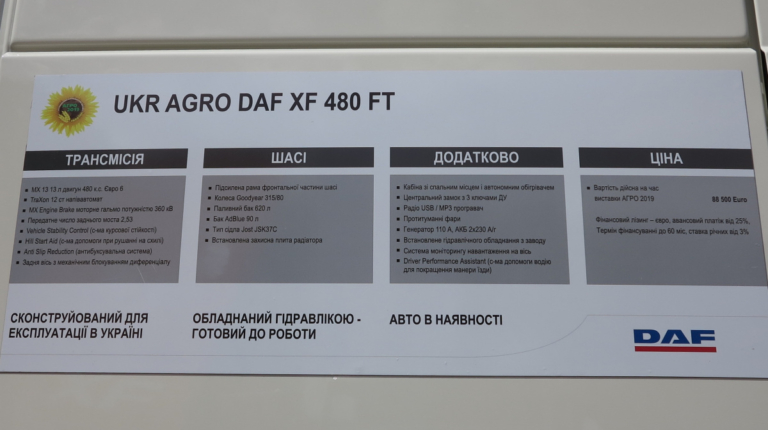 UKR AGRO DAF XF 480 FT
ТРАНСМІСІЯ
MX 13 13 л двигун 480 к.с. Євро 6
TraXon 12 ст напівавтомат
MX Engine Brake моторне гальмо потужністю 360 кВ
Передатне число заднього моста 2,53
Vehicle Stability Control (с-ма курсової стійкості)
Hill Start Aid (с-ма допомоги при рушанні на схилі)
Anti Slip Reduction (антибуксувальна система)
Задня вісь з механічним блокуванням диференціалу
ШАСІ
Підсилена рама фронтальної частини шасі
Колеса Goodyear 315/80
Паливний бак 620 л
Бак AdBlue 90 л
Тип сідла Jost JSK37C
Встановлена захисна плита радіатора
ДОДАТКОВО
Кабіна зі спальним місцем і автономним обігрівачом
Центральний замок з 3 ключами ДУ
Радіо USB / MP3 програвач
Протитуманні фари
Генератор 110 А, АКБ 2х230 А/г
Встановлене гідравлічного обладнання з заводу
Система моніторингу навантаження на вісь
Driver Performance Assistant (с-ма допомоги водію
для покращення манери їзди)
ЦІНА
Вартість дійсна на час
виставки АГРО 2019 88 500 Euro
Фінансовий лізинг – евро, авансовий платіж від 25%,
Термін фінансуванні до 60 міс, ставка річних від 3%
СКОНСТРУЙОВАНИЙ ДЛЯ
ЕКСПЛУАТАЦІЇ В УКРАЇНІ
ОБЛАДНАНИЙ ГІДРАВЛІКОЮ -
ГОТОВИЙ ДО РОБОТИ
АВТО В НАЯВНОСТІ
DAF